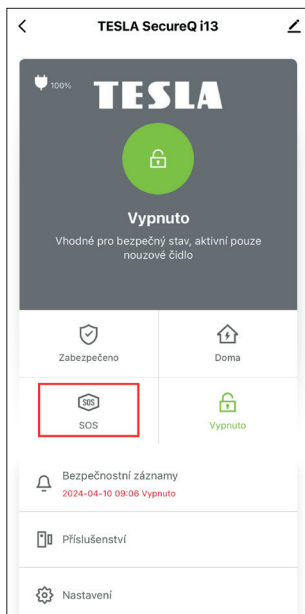 TESLA SecureQ i13
100%
TESLA
Vypnuto
Vhodné pro bezpečný stav, aktivní pouze
nouzové čidlo
Zabezpečeno
Doma
SOS
SOS
Vypnuto
Bezpečnostní záznamy
2024-04-10 09:06 Vypnuto
Příslušenství
Nastavení